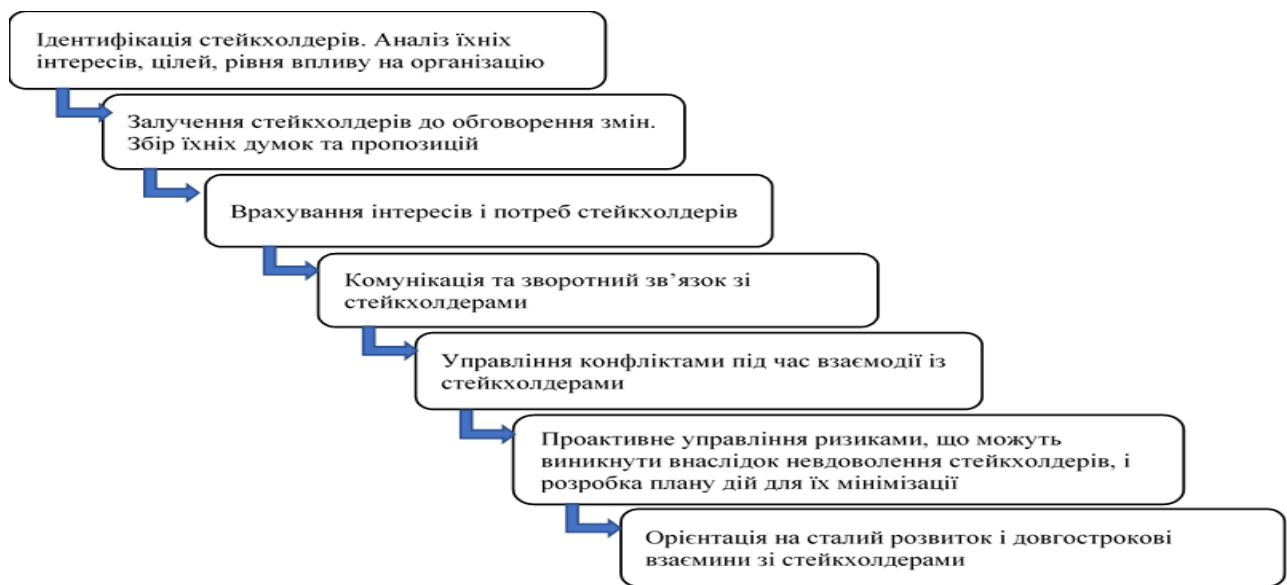 Ідентифікація стейкхолдерів. Аналіз їхніх
інтересів, цілей, рівня впливу на організацію
Залучення стейкхолдерів до обговорення змін.
Збір їхніх думок та пропозицій
Врахування інтересів і потреб стейкхолдерів
Комунікація та зворотний зв’язок зі
стейкхолдерами
Управління конфліктами під час взаємодії із
стейкхолдерами
Проактивне управління ризиками, що можуть
виникнути внаслідок невдоволення стейкхолдерів, і
розробка плану дій для їх мінімізації
Орієнтація на сталий розвиток і довгострокові
взаємини зі стейкхолдерами